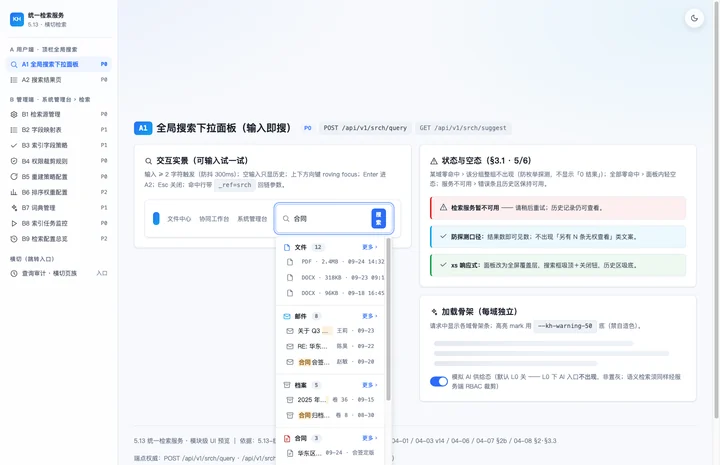 KH
统一检索服务
5.13 · 横切检索
A 用户端 · 顶栏全局搜索
A1 全局搜索下拉面板 P0
A2 搜索结果页 P0
B 管理端 · 系统管理台 › 检索
B1 检索源管理 P0
B2 字段映射表 P1
B3 索引字段策略 P1
B4 权限裁剪规则 P0
B5 重建策略配置 P0
B6 排序权重配置 P2
B7 词典管理 P1
B8 索引任务监控 P0
B9 检索配置总览 P2
横切（跳转入口）
查询审计 · 横切页族 入口
A1 全局搜索下拉面板（输入即搜） P0 POST /api/v1/srch/query GET /api/v1/srch/suggest
交互实景（可输入试一试）
输入 ≥ 2 字符触发（防抖 300ms）；空输入只显历史；上下方向键 roving focus；Enter 进
A2；Esc 关闭；命中行带 _ref=srch 回链参数。
文件中心 协同工作台 系统管理台 合同 搜索
文件 12 更多 ›
PDF · 2.4MB · 09-24 14:32
DOCX · 318KB · 09-23 09:1
DOCX · 96KB · 09-18 16:45
邮件 8 更多 ›
关于 Q3 ... 王莉 · 09-23
RE: 华东... 陈昊 · 09-22
合同会签... 赵敏 · 09-20
档案 5 更多 ›
2025 年... 卷 36 · 09-15
合同归档... 卷 8 · 08-30
合同 3 更多 ›
华东区... 09-24 · 会签定版
状态与空态（§3.1 · 5/6）
某域零命中，该分组整组不出现（防枚举探测，不显示「0 结果」）；全部零命中，面板内轻空
态；服务不可用，错误条且历史区保持可用。
检索服务暂不可用 —— 请稍后重试；历史记录仍可查看。
防探测口径：结果数即可见数；不出现「另有 N 条无权查看」类文案。
xs 响应式：面板改为全屏覆盖层，搜索框吸顶＋关闭钮，历史区吸底。
加载骨架（每域独立）
请求中显示各域骨架条；高亮 mark 用 --kh-warning-50 底（禁自造色）。
模拟 AI 供给态（默认 L0 关 —— L0 下 AI 入口不出现，非置灰；语义检索须同样经服
务端 RBAC 裁剪）
5.13 统一检索服务 · 模块级 UI 预览 ｜ 依据：
04-01 / 04-03 v14 / 04-06 / 04-07 §2b / 04-08 §2·§3.3
端点权威：POST /api/v1/srch/query ·